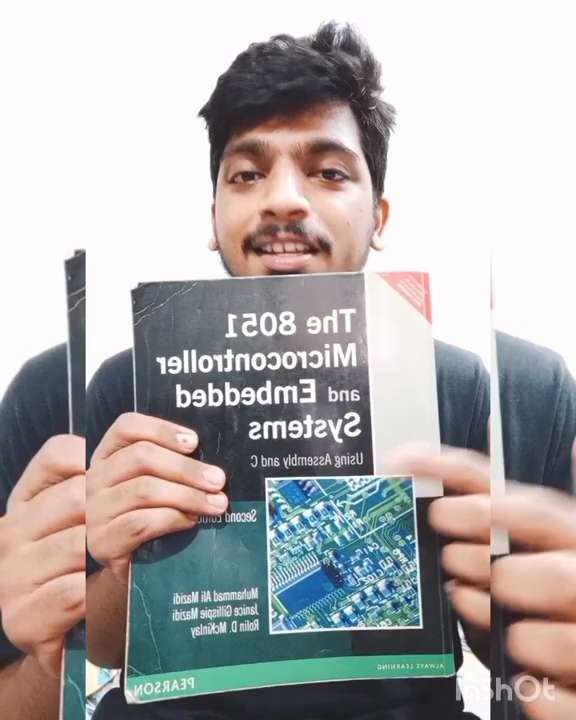 The 8051
Microcontroller
and Embedded
Systems
Using Assembly and C
Second Edition
Muhammad Ali Mazidi
Janice Gillispie Mazidi
Rolin D. McKinlay
ALWAYS LEARNING
PEARSON
InShOt